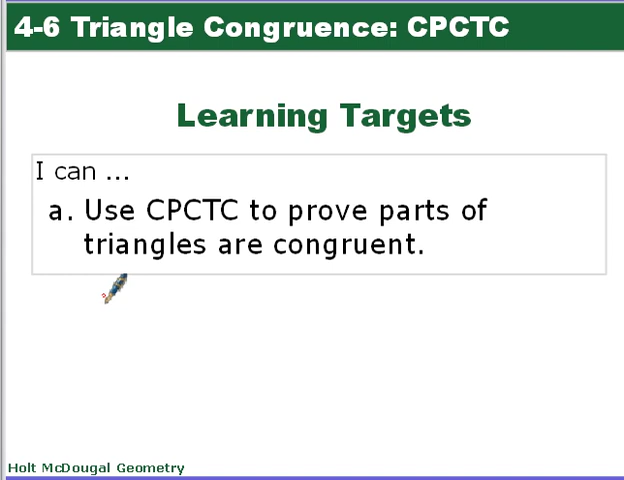 4-6 Triangle Congruence: CPCTC
Learning Targets
I can ...
a. Use CPCTC to prove parts of
triangles are congruent.
Holt McDougal Geometry